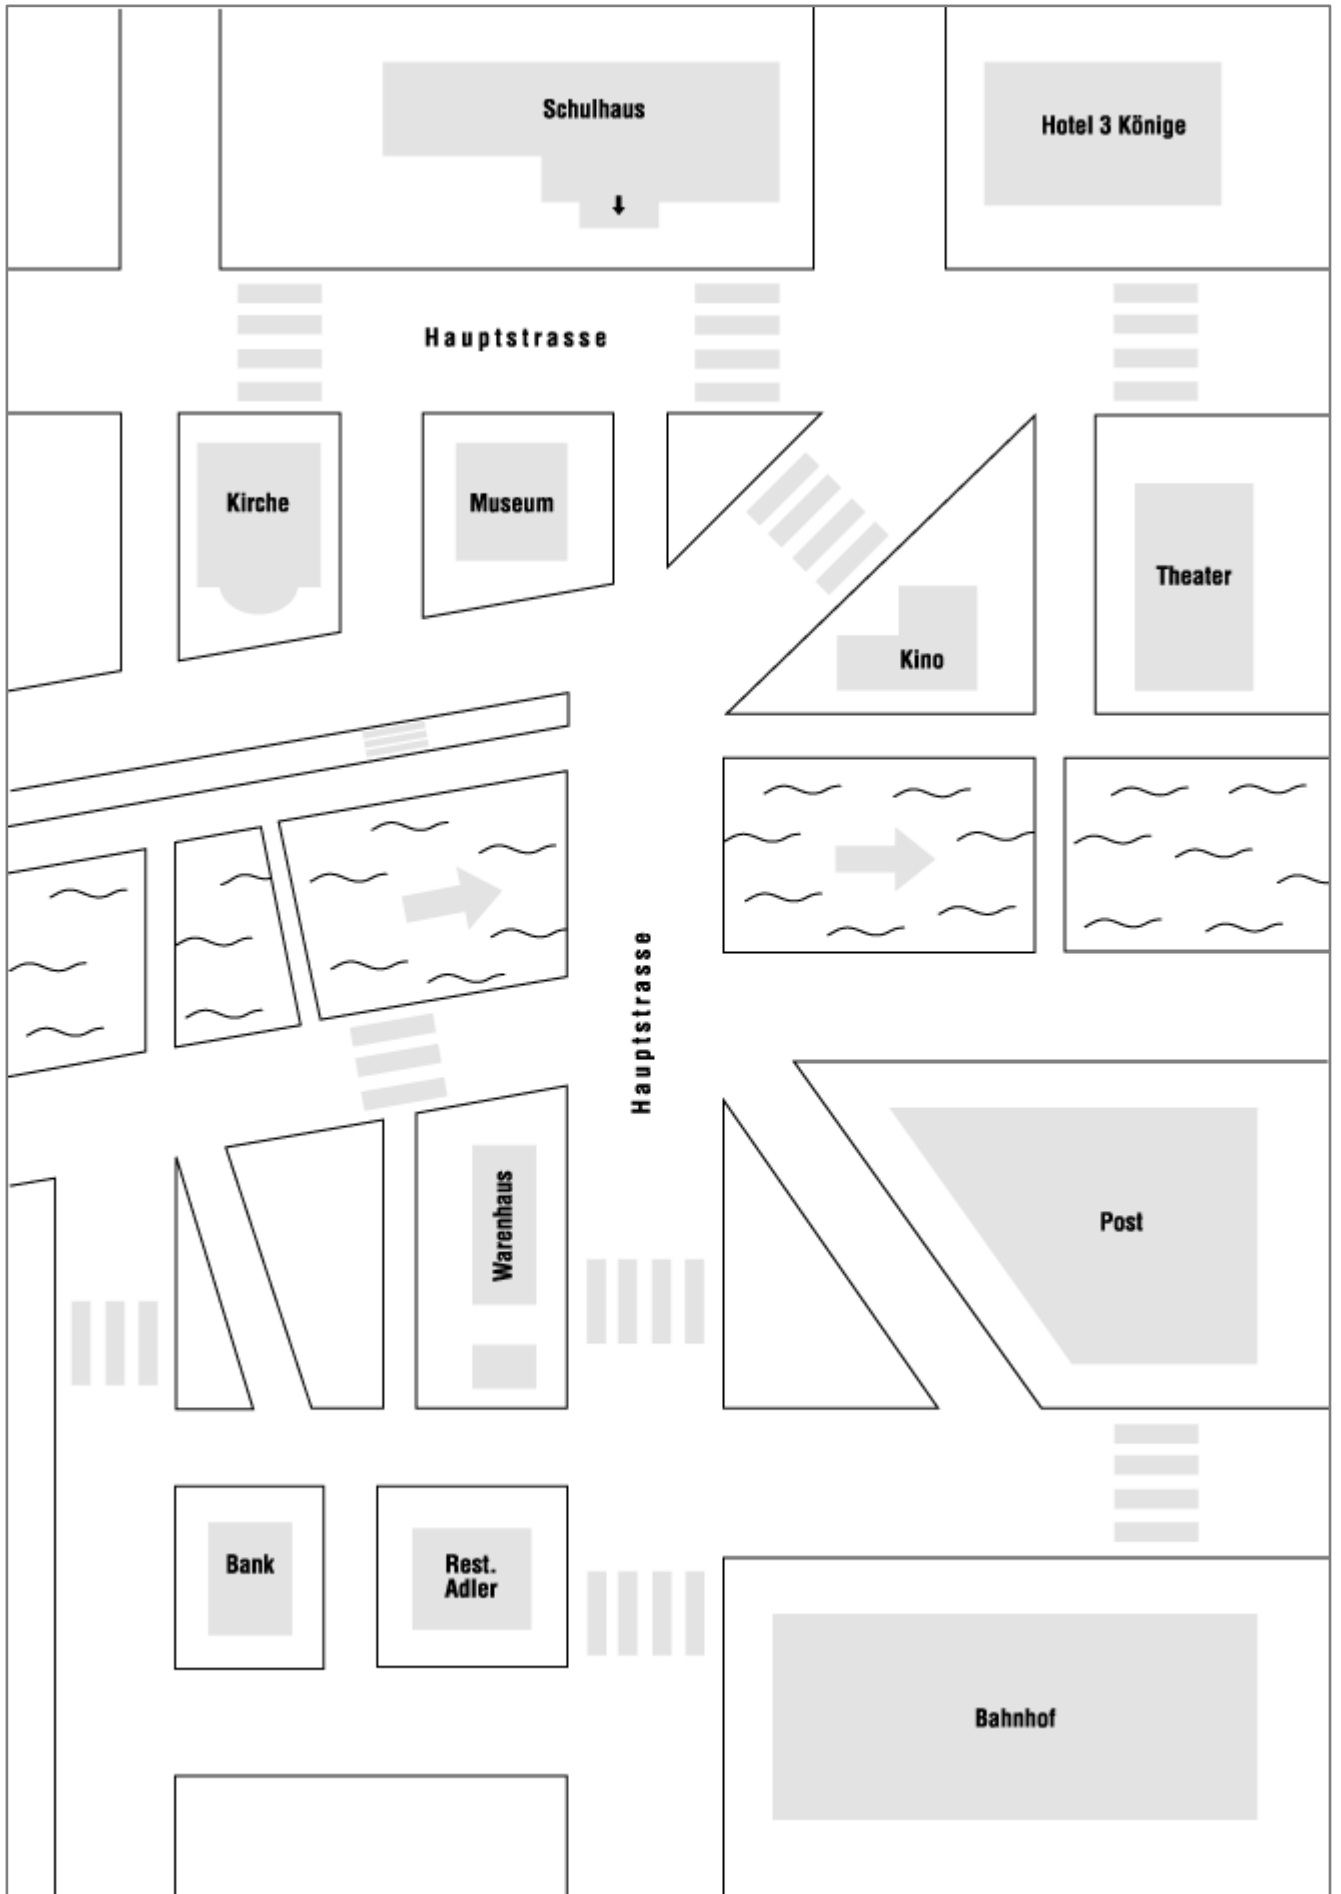 Schulhaus
Hotel 3 Könige
Hauptstrasse
Kirche
Museum
Theater
Kino
Hauptstrasse
Warenhaus
Post
Bank
Rest.
Adler
Bahnhof